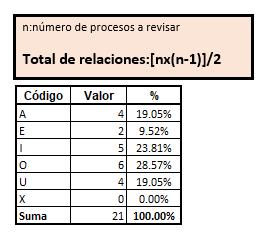 n:número de procesos a revisar
Total de relaciones:[nx(n-1)]/2
Código Valor %
A 4 19.05%
E 2 9.52%
I 5 23.81%
O 6 28.57%
U 4 19.05%
X 0 0.00%
Suma 21 100.00%